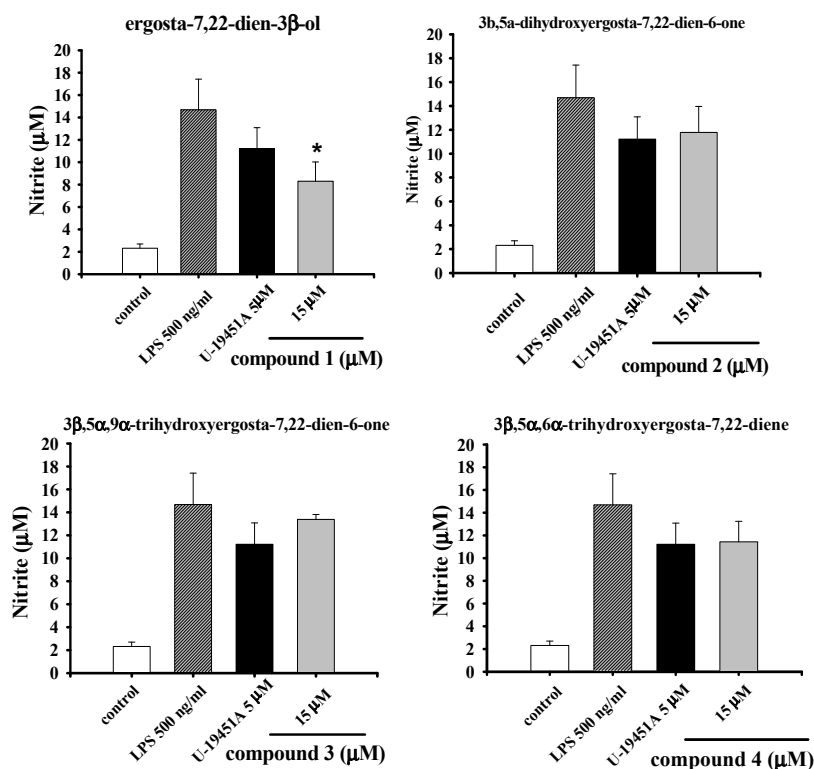 ergosta-7,22-dien-3β-ol
Nitrite (μM)
20
18
16
14
12
10
8
6
4
2
0
*
control
LPS 500 ng/ml
U-19451A 5μM
15 μM
compound 1 (μM)
3b,5a-dihydroxyergosta-7,22-dien-6-one
Nitrite (μM)
20
18
16
14
12
10
8
6
4
2
0
control
LPS 500 ng/ml
U-19451A 5μM
15 μM
compound 2 (μM)
3β,5α,9α-trihydroxyergosta-7,22-dien-6-one
Nitrite (μM)
20
18
16
14
12
10
8
6
4
2
0
control
LPS 500 ng/ml
U-19451A 5 μM
15 μM
compound 3 (μM)
3β,5α,6α-trihydroxyergosta-7,22-diene
Nitrite (μM)
20
18
16
14
12
10
8
6
4
2
0
control
LPS 500 ng/ml
U-19451A 5 μM
15 μM
compound 4 (μM)